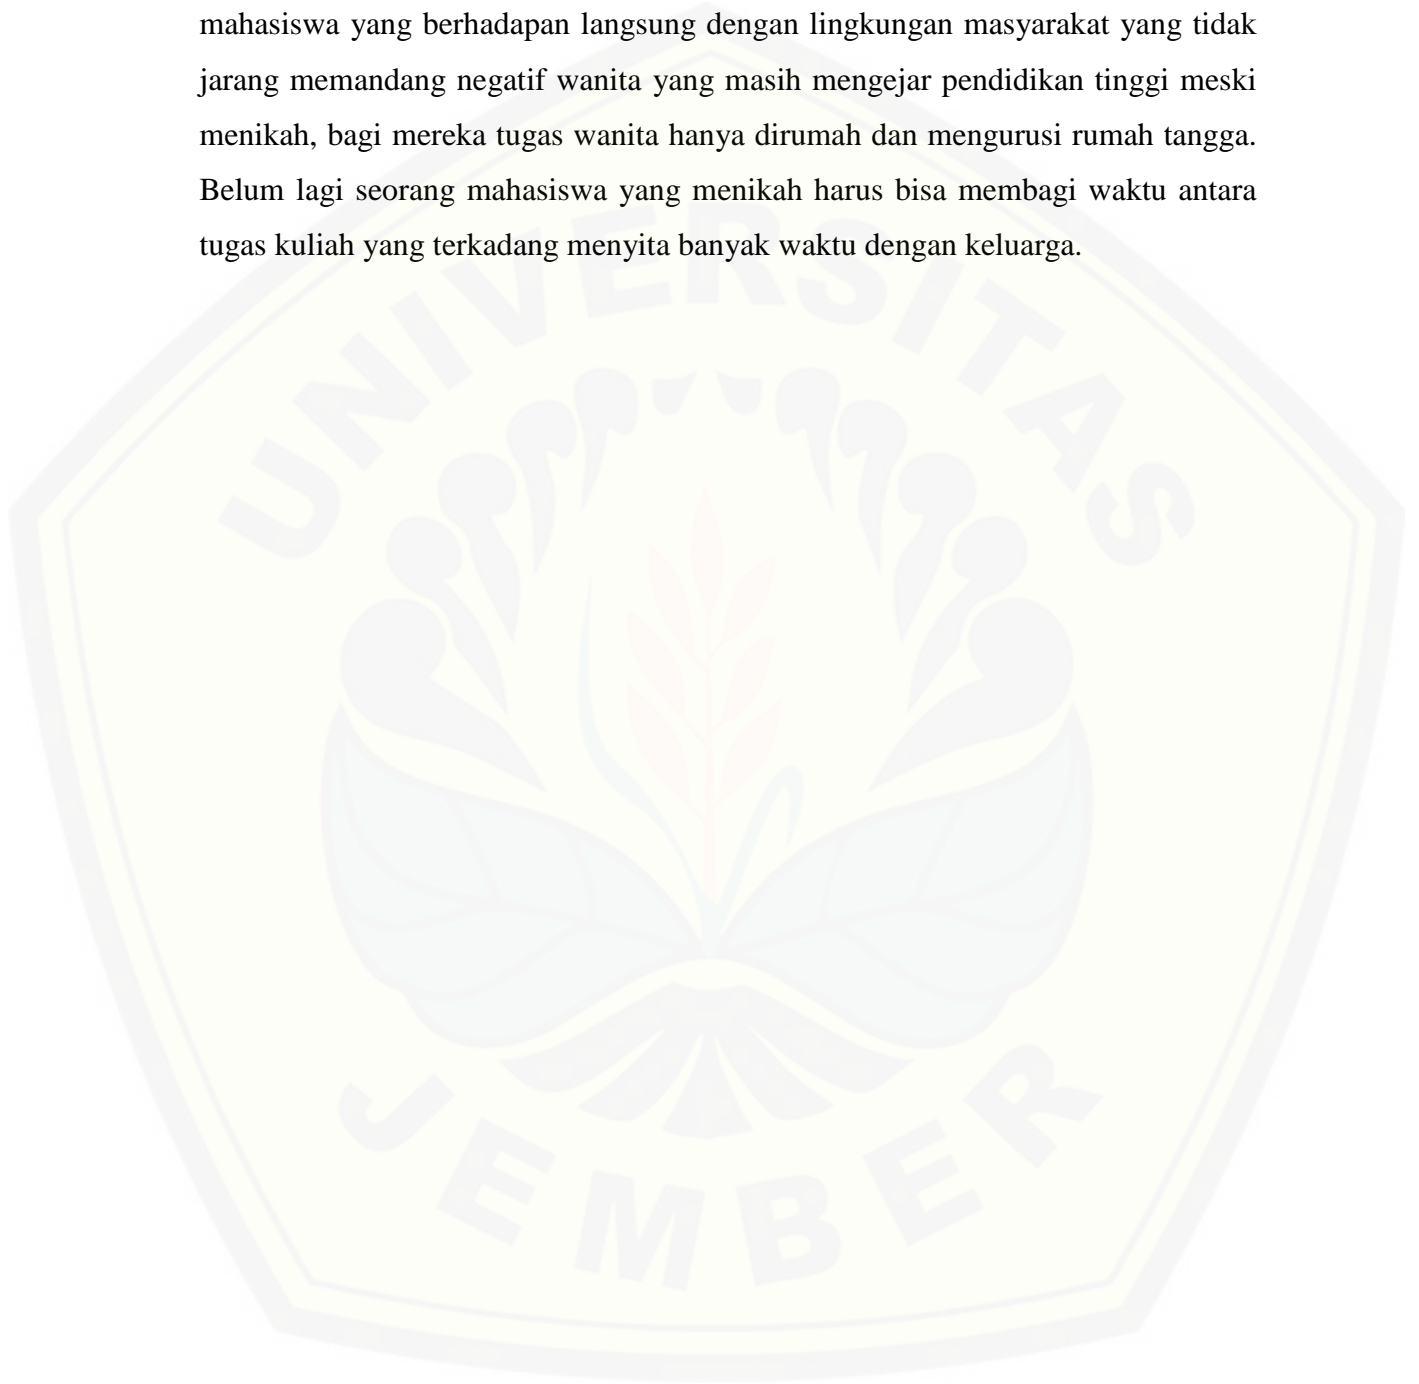 mahasiswa yang berhadapan langsung dengan lingkungan masyarakat yang tidak
jarang memandang negatif wanita yang masih mengejar pendidikan tinggi meski
menikah, bagi mereka tugas wanita hanya dirumah dan mengurusi rumah tangga.
Belum lagi seorang mahasiswa yang menikah harus bisa membagi waktu antara
tugas kuliah yang terkadang menyita banyak waktu dengan keluarga.
UNIVERSITAS
JEMBER